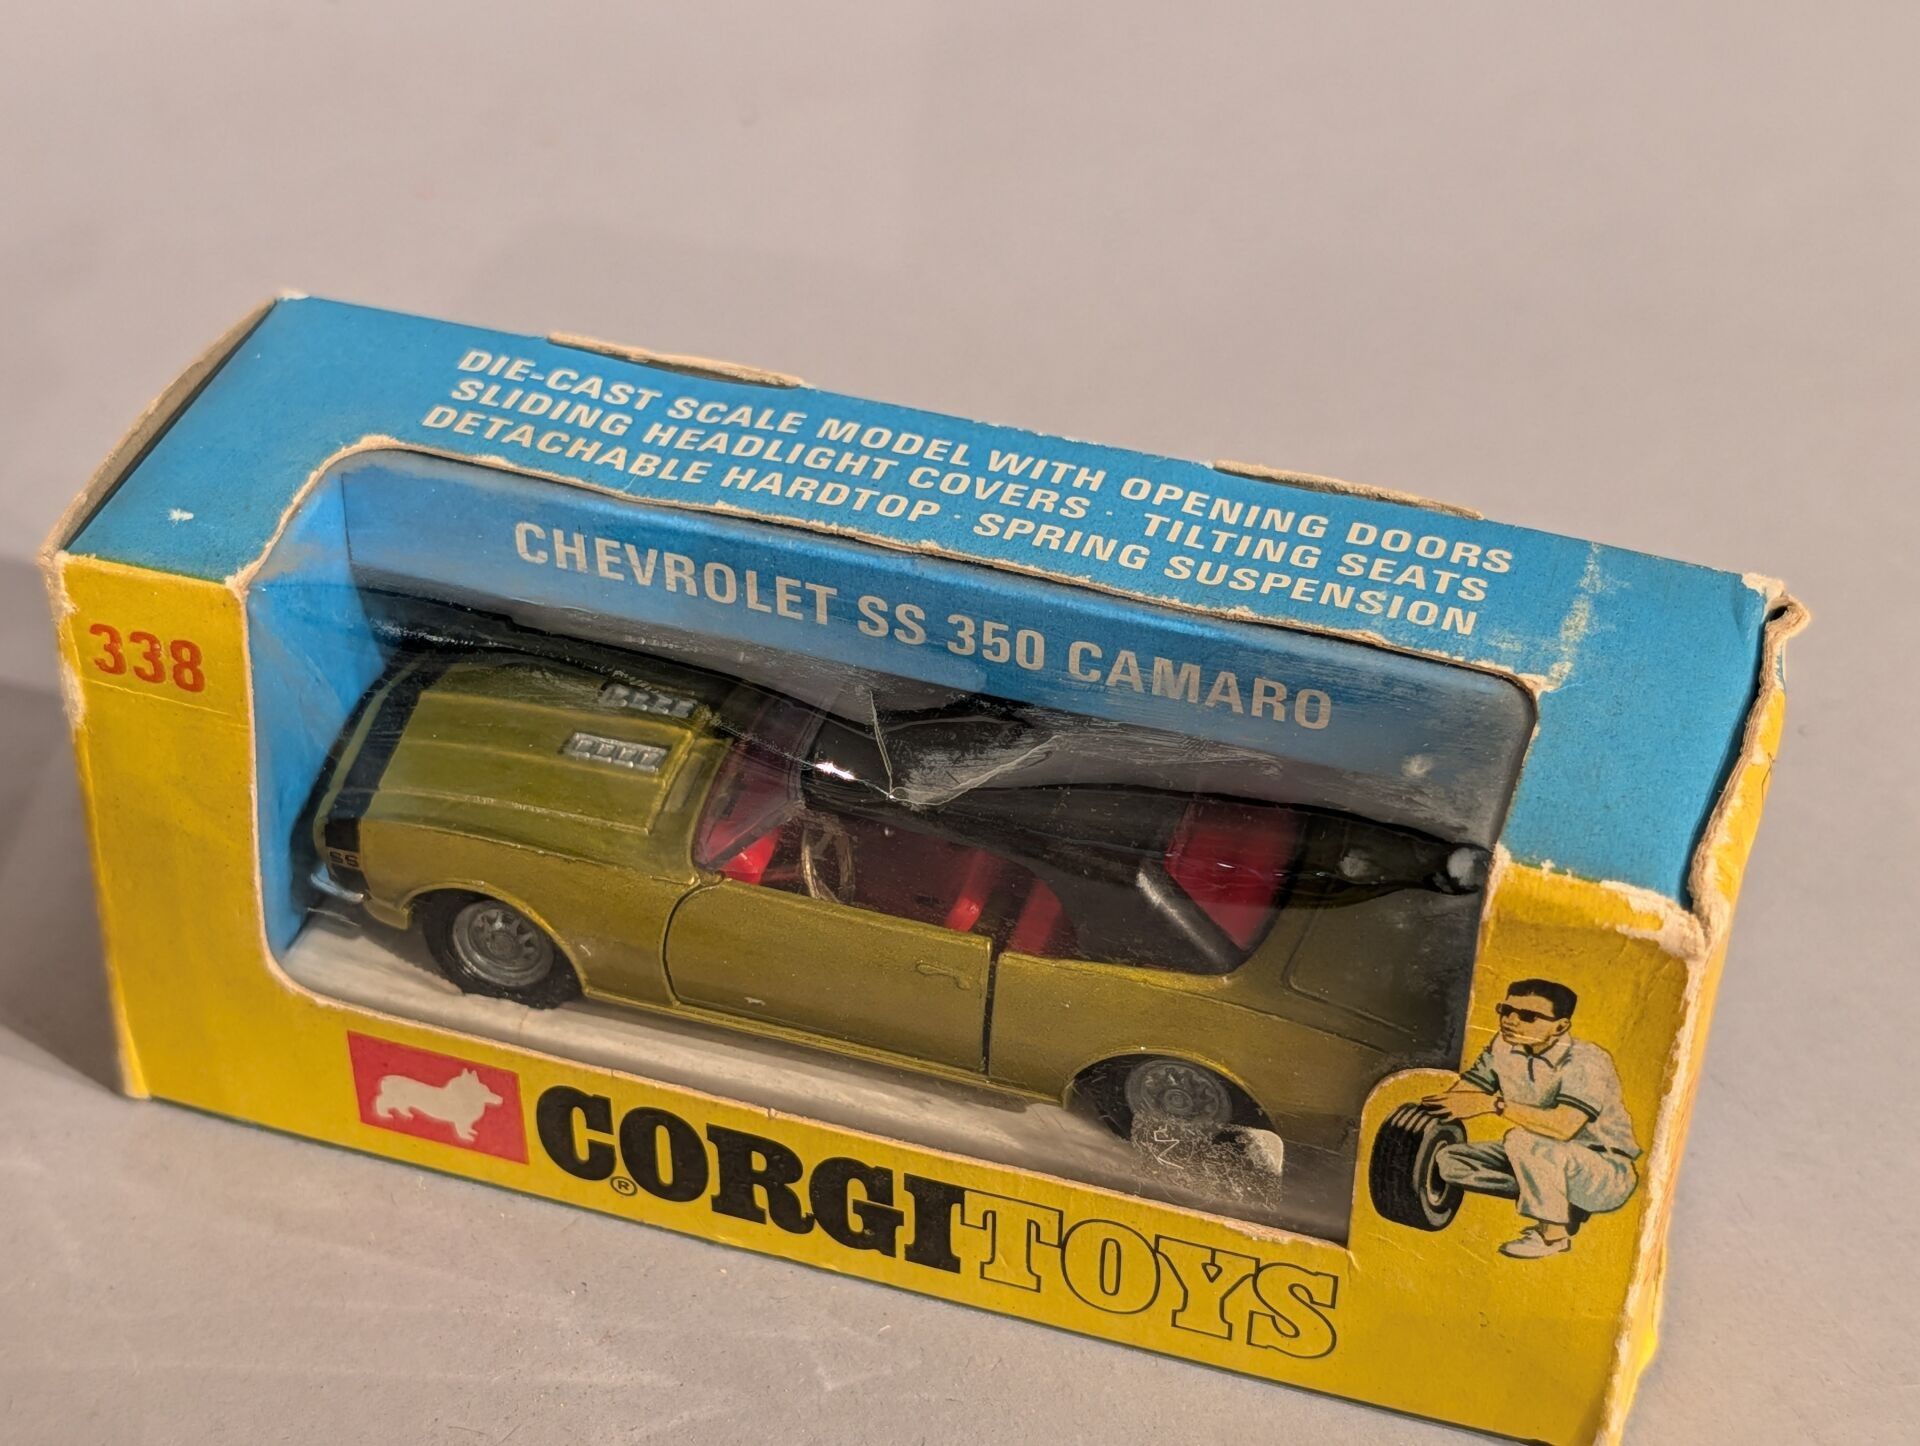 DIE-CAST SCALE MODEL WITH OPENING DOORS
SLIDING HEADLIGHT COVERS · TILTING SEATS
DETACHABLE HARDTOP · SPRING SUSPENSION
CHEVROLET SS 350 CAMARO
338
SS
CORGI TOYS
®